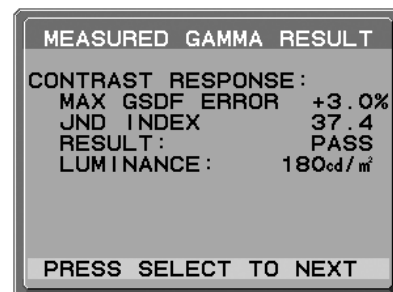 MEASURED GAMMA RESULT
CONTRAST RESPONSE:
MAX GSDF ERROR +3.0%
JND INDEX 37.4
RESULT: PASS
LUMINANCE: 180cd/㎡
PRESS SELECT TO NEXT